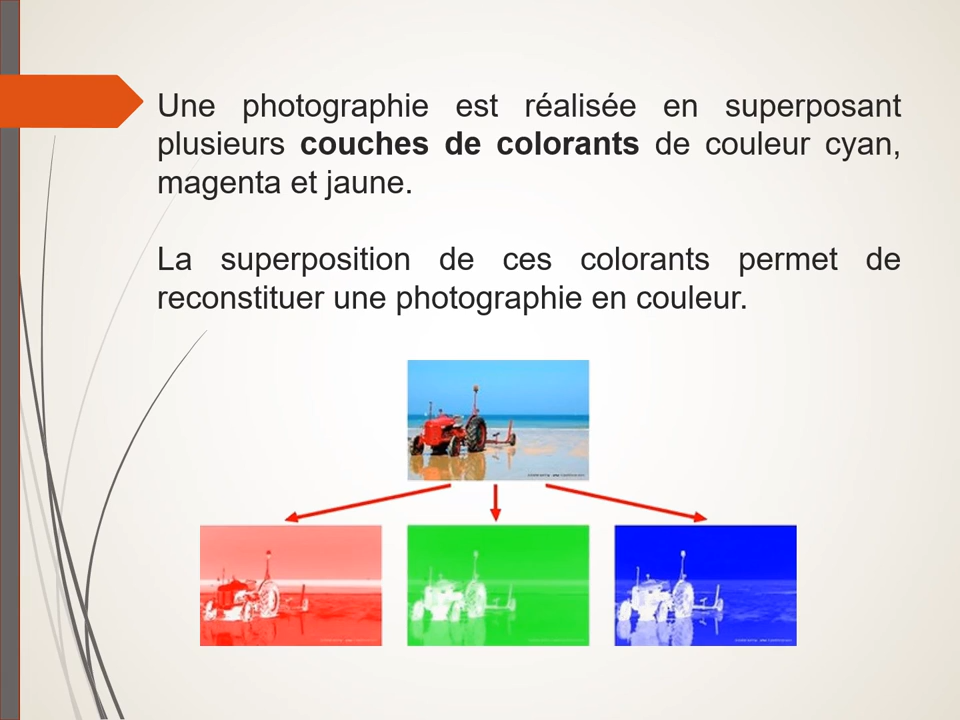 Une photographie est réalisée en superposant
plusieurs couches de colorants de couleur cyan,
magenta et jaune.
La superposition de ces colorants permet de
reconstituer une photographie en couleur.